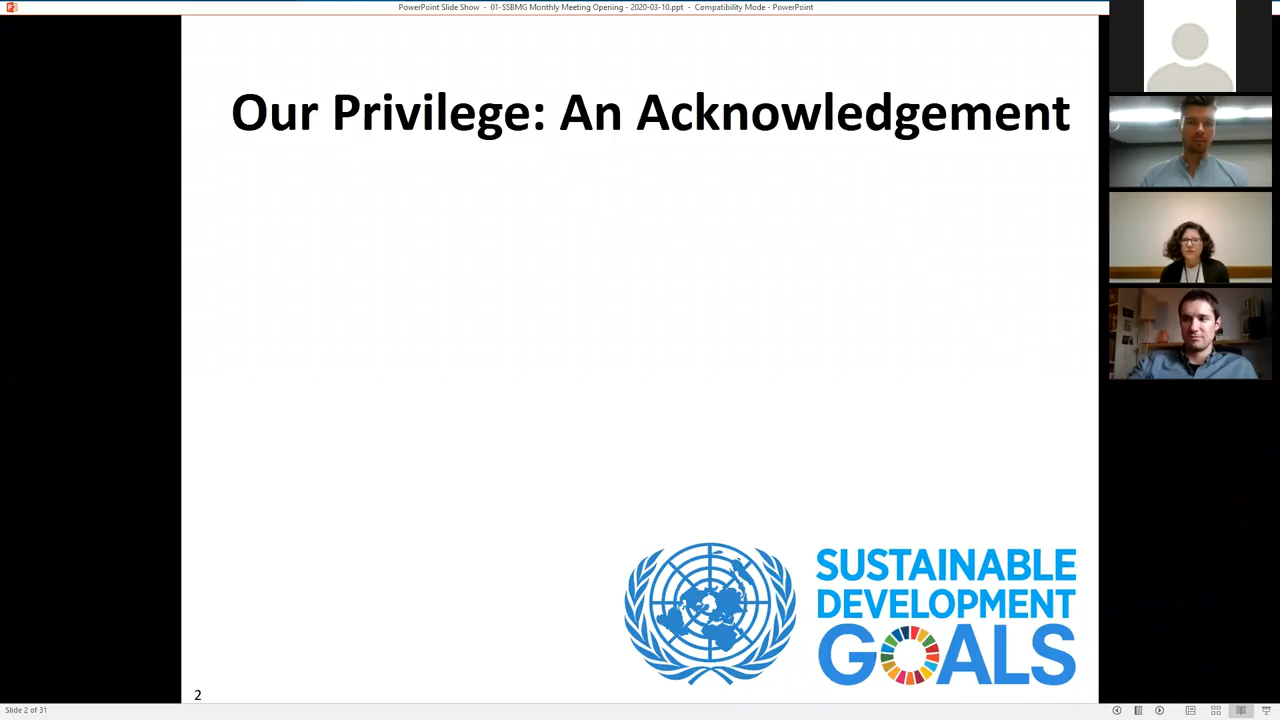 PowerPoint Slide Show - 01-SSBMG Monthly Meeting Opening - 2020-03-10.ppt - Compatibility Mode - PowerPoint
Our Privilege: An Acknowledgement
SUSTAINABLE
DEVELOPMENT
GOALS
2
Slide 2 of 31